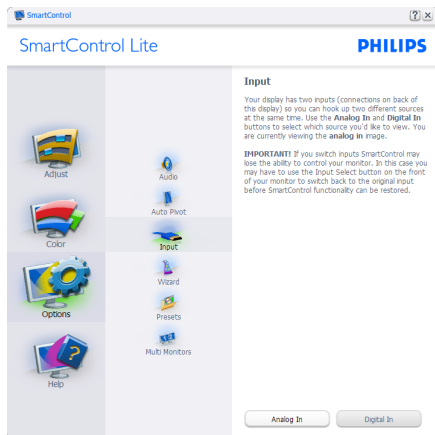 SmartControl
SmartControl Lite
PHILIPS
Adjust
Color
Options
Help
Audio
Auto Pivot
Input
Wizard
Presets
Multi Monitors
Input
Your display has two inputs (connections on back of
this display) so you can hook up two different sources
at the same time. Use the Analog In and Digital In
buttons to select which source you'd like to view. You
are currently viewing the analog in image.
IMPORTANT! If you switch inputs SmartControl may
lose the ability to control your monitor. In this case you
may have to use the Input Select button on the front
of your monitor to switch back to the original input
before SmartControl functionality can be restored.
Analog In
Digital In